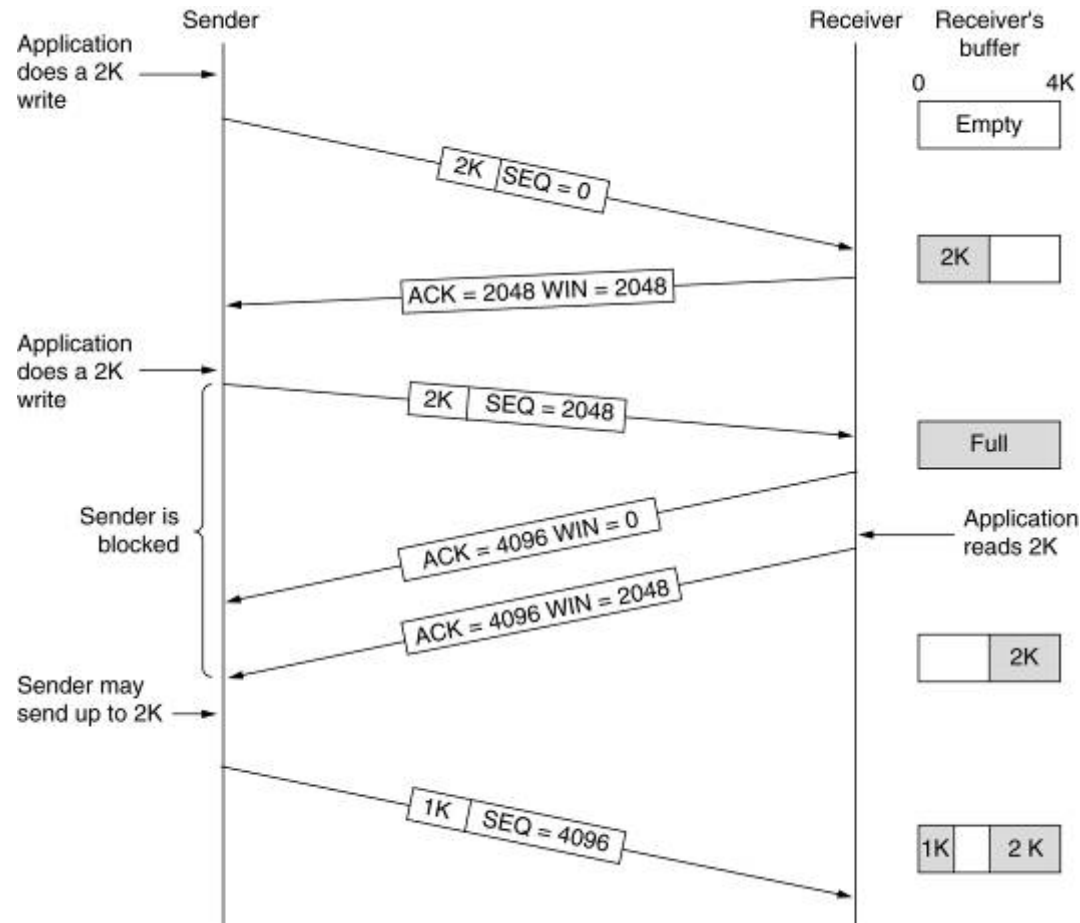 Sender
Receiver
Receiver's
buffer
Application
does a 2K
write
0
4K
Empty
2K
SEQ = 0
2K
ACK = 2048 WIN = 2048
Application
does a 2K
write
2K
SEQ = 2048
Full
Sender is
blocked
ACK = 4096 WIN = 0
Application
reads 2K
ACK = 4096 WIN = 2048
2K
Sender may
send up to 2K
1K
SEQ = 4096
1K
2 K